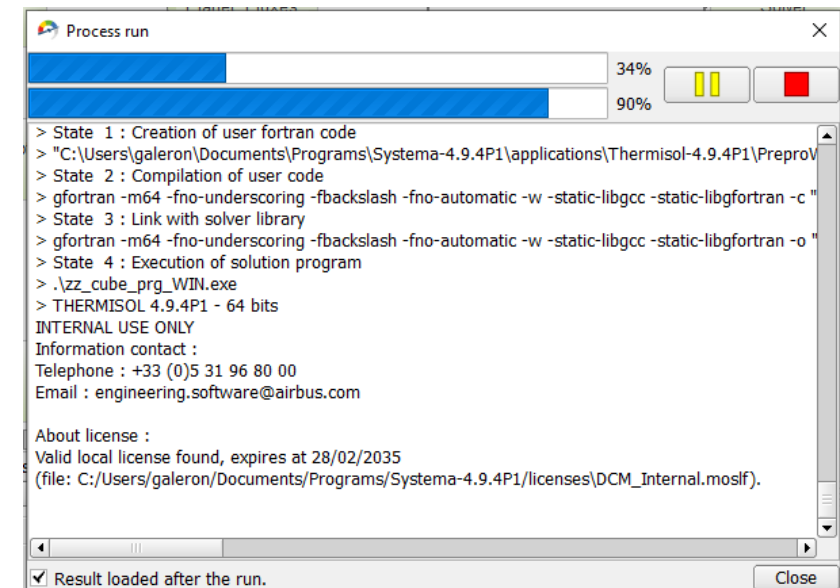 Process run
34%
90%
> State 1 : Creation of user fortran code
> "C:\Users\galeron\Documents\Programs\Systema-4.9.4P1\applications\Thermisol-4.9.4P1\PreproW
> State 2 : Compilation of user code
> gfortran -m64 -fno-underscoring -fbackslash -fno-automatic -w -static-libgcc -static-libgfortran -c "
> State 3 : Link with solver library
> gfortran -m64 -fno-underscoring -fbackslash -fno-automatic -w -static-libgcc -static-libgfortran -o "
> State 4 : Execution of solution program
> .\zz_cube_prg_WIN.exe
> THERMISOL 4.9.4P1 - 64 bits
INTERNAL USE ONLY
Information contact :
Telephone : +33 (0)5 31 96 80 00
Email : engineering.software@airbus.com
About license :
Valid local license found, expires at 28/02/2035
(file: C:/Users/galeron/Documents/Programs/Systema-4.9.4P1/licenses\DCM_Internal.moslf).
Result loaded after the run.
Close